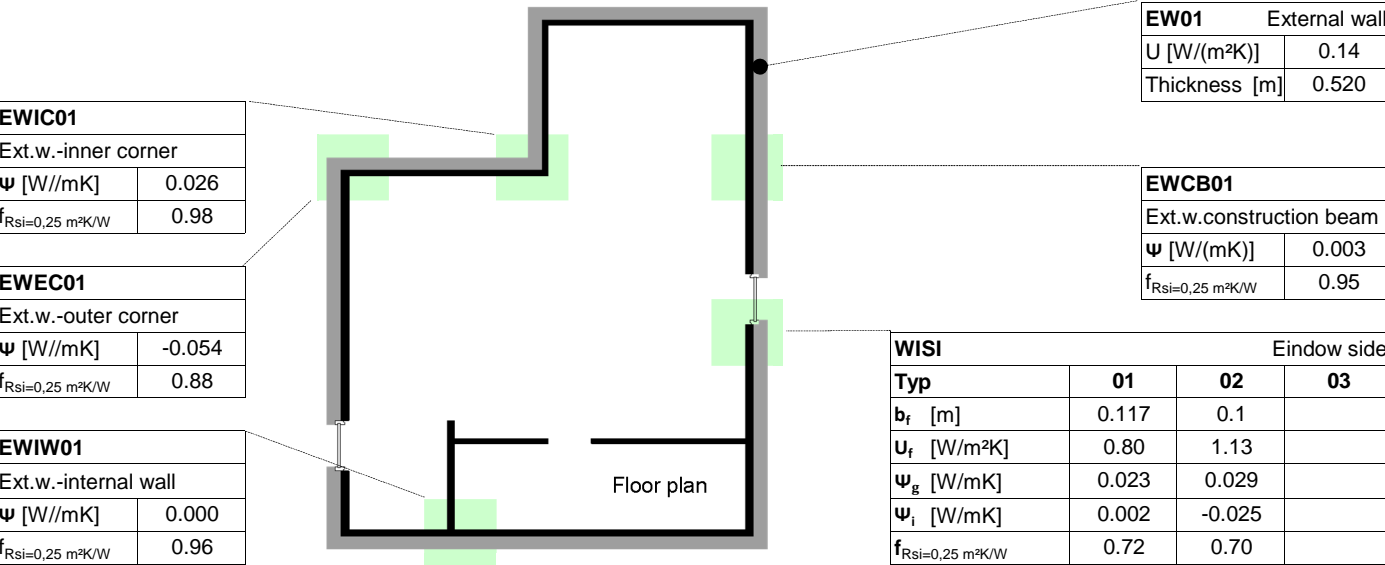 EW01 External wall
U [W/(m²K)] 0.14
Thickness [m] 0.520
EWIC01
Ext.w.-inner corner
Ψ [W//mK] 0.026
fRsi=0,25 m²K/W 0.98
EWCB01
Ext.w.construction beam
Ψ [W/(mK)] 0.003
fRsi=0,25 m²K/W 0.95
EWEC01
Ext.w.-outer corner
Ψ [W//mK] -0.054
fRsi=0,25 m²K/W 0.88
WISI Eindow side
Typ 01 02 03
bf [m] 0.117 0.1
Uf [W/m²K] 0.80 1.13
Ψg [W/mK] 0.023 0.029
Ψi [W/mK] 0.002 -0.025
fRsi=0,25 m²K/W 0.72 0.70
EWIW01
Ext.w.-internal wall
Ψ [W//mK] 0.000
fRsi=0,25 m²K/W 0.96
Floor plan